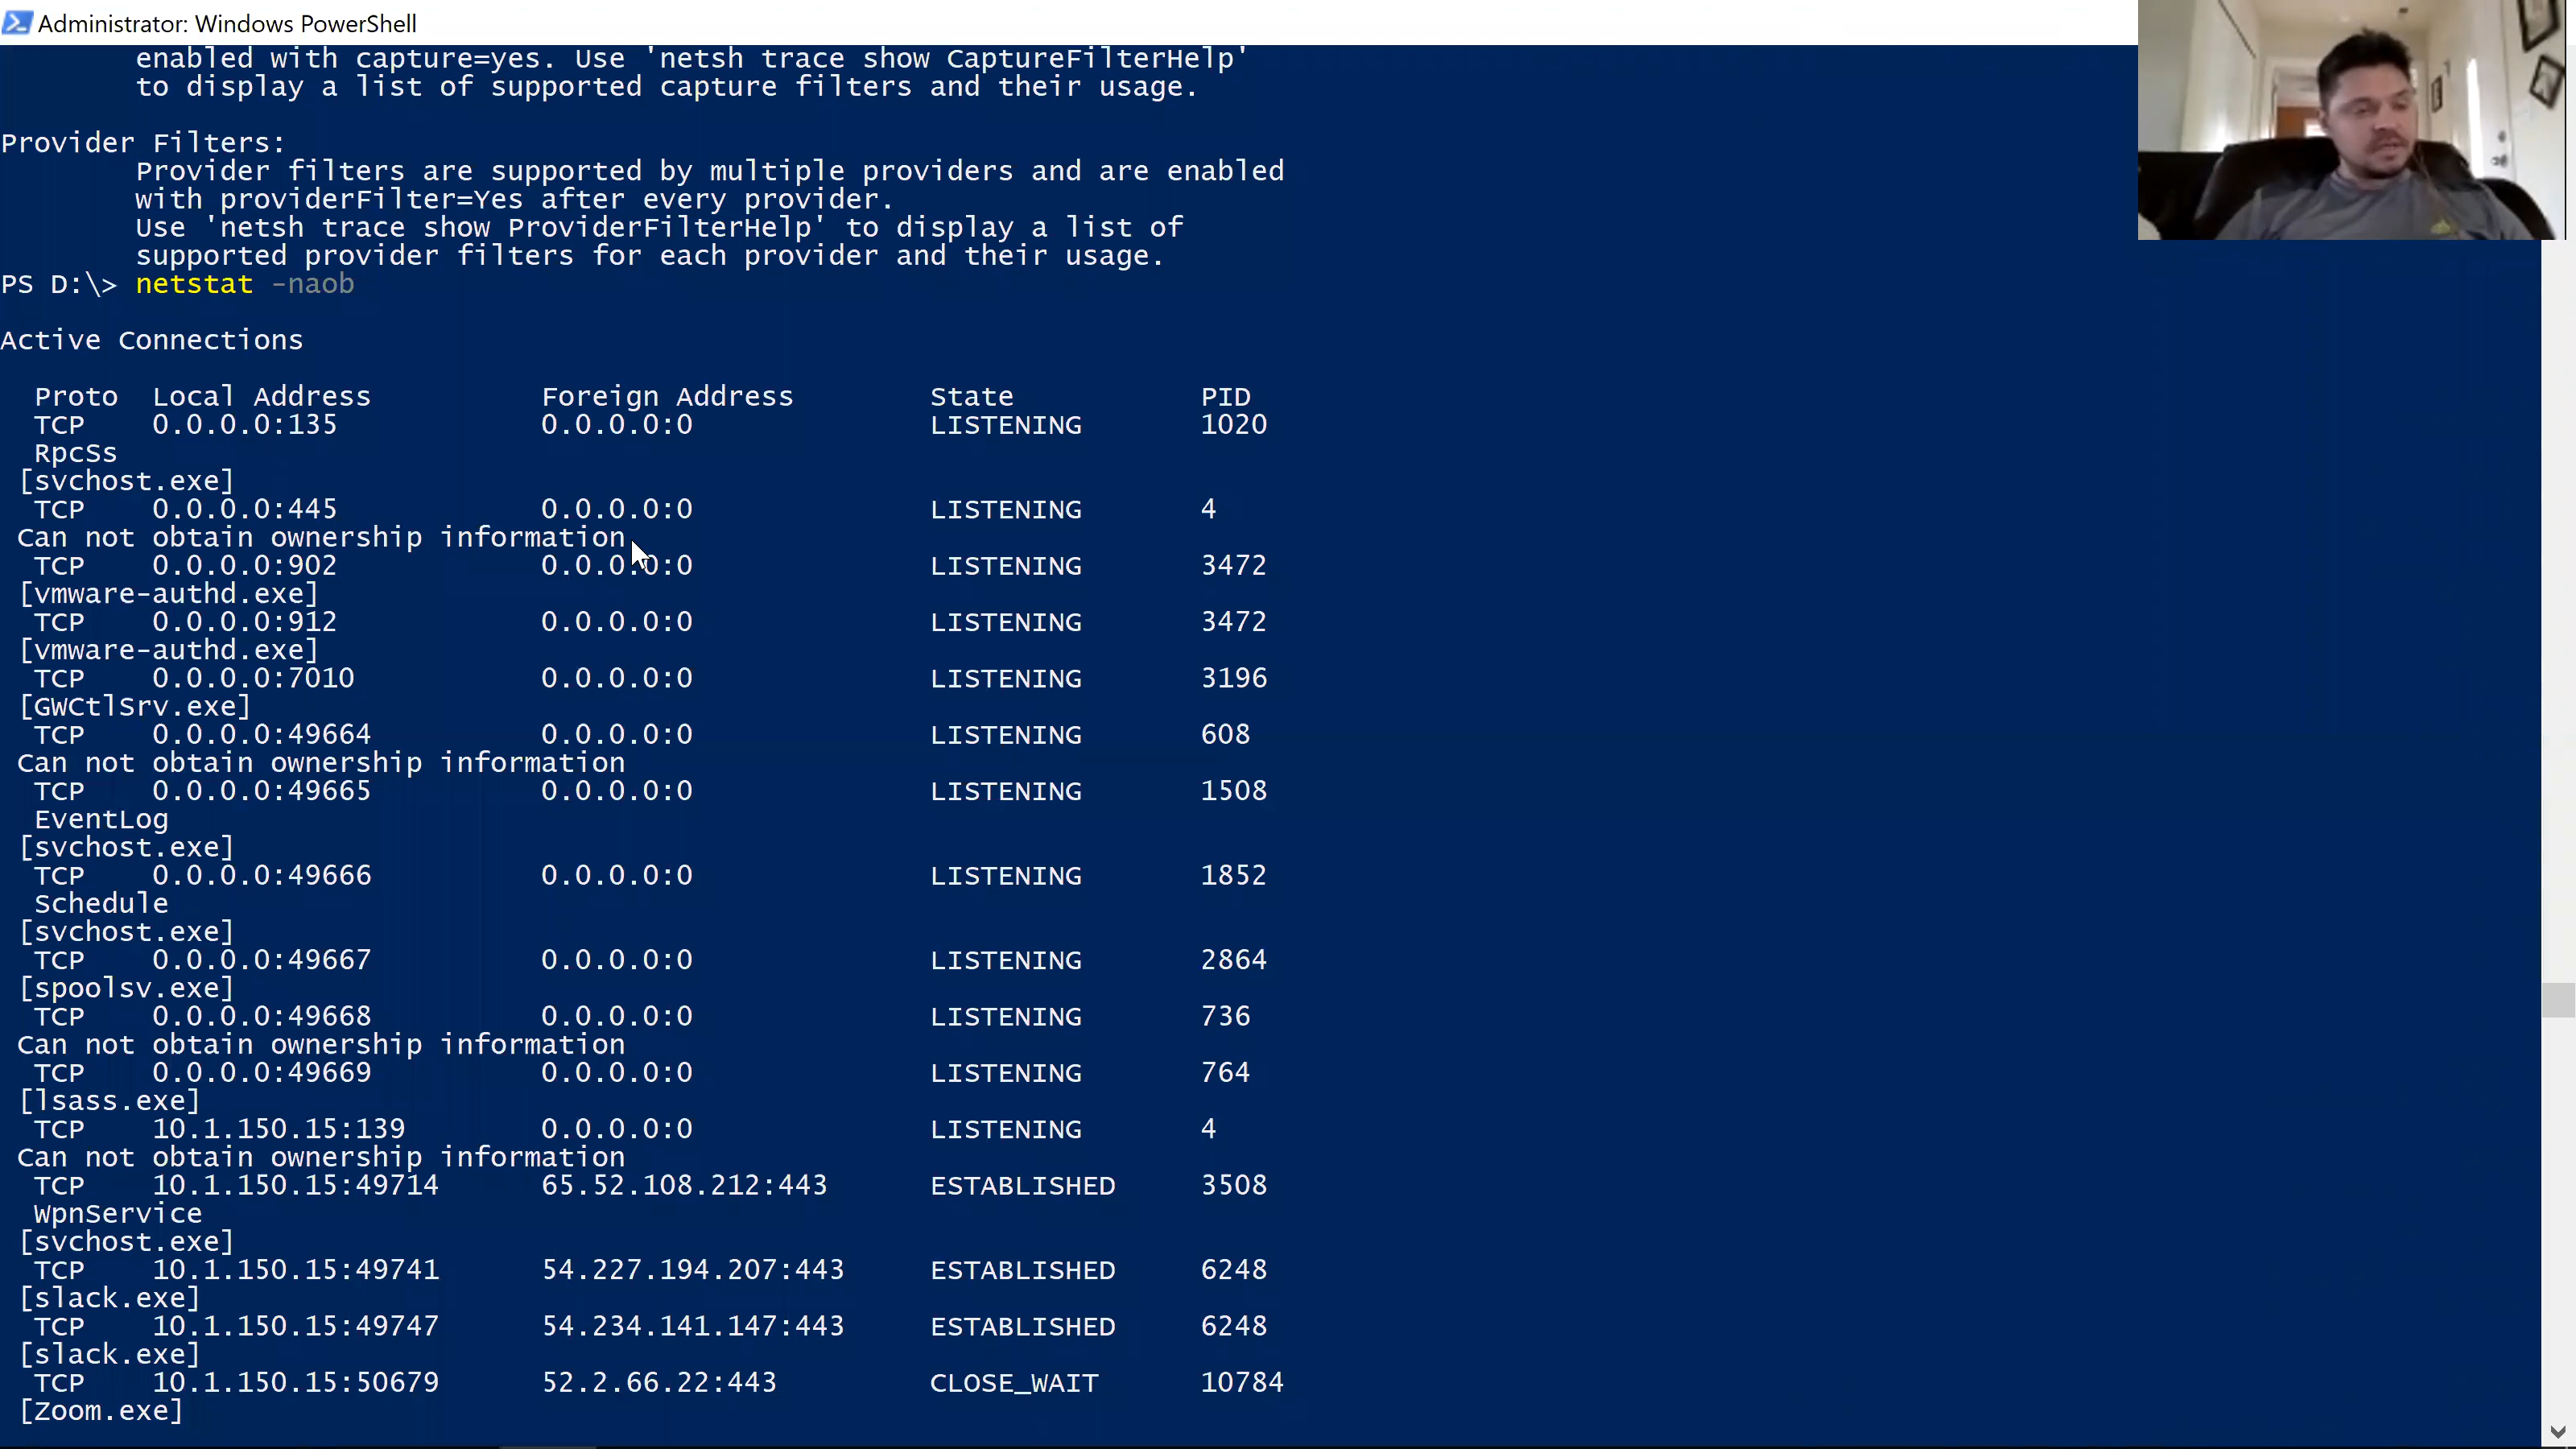 Administrator: Windows PowerShell
enabled with capture=yes. Use 'netsh trace show CaptureFilterHelp'
to display a list of supported capture filters and their usage.
Provider Filters:
Provider filters are supported by multiple providers and are enabled
with providerFilter=Yes after every provider.
Use 'netsh trace show ProviderFilterHelp' to display a list of
supported provider filters for each provider and their usage.
PS D:\> netstat -naob
Active Connections
Proto Local Address Foreign Address State PID
TCP 0.0.0.0:135 0.0.0.0:0 LISTENING 1020
RpcSs
[svchost.exe]
TCP 0.0.0.0:445 0.0.0.0:0 LISTENING 4
Can not obtain ownership information
TCP 0.0.0.0:902 0.0.0.0:0 LISTENING 3472
[vmware-authd.exe]
TCP 0.0.0.0:912 0.0.0.0:0 LISTENING 3472
[vmware-authd.exe]
TCP 0.0.0.0:7010 0.0.0.0:0 LISTENING 3196
[GWCtlSrv.exe]
TCP 0.0.0.0:49664 0.0.0.0:0 LISTENING 608
Can not obtain ownership information
TCP 0.0.0.0:49665 0.0.0.0:0 LISTENING 1508
EventLog
[svchost.exe]
TCP 0.0.0.0:49666 0.0.0.0:0 LISTENING 1852
Schedule
[svchost.exe]
TCP 0.0.0.0:49667 0.0.0.0:0 LISTENING 2864
[spoolsv.exe]
TCP 0.0.0.0:49668 0.0.0.0:0 LISTENING 736
Can not obtain ownership information
TCP 0.0.0.0:49669 0.0.0.0:0 LISTENING 764
[lsass.exe]
TCP 10.1.150.15:139 0.0.0.0:0 LISTENING 4
Can not obtain ownership information
TCP 10.1.150.15:49714 65.52.108.212:443 ESTABLISHED 3508
WpnService
[svchost.exe]
TCP 10.1.150.15:49741 54.227.194.207:443 ESTABLISHED 6248
[slack.exe]
TCP 10.1.150.15:49747 54.234.141.147:443 ESTABLISHED 6248
[slack.exe]
TCP 10.1.150.15:50679 52.2.66.22:443 CLOSE_WAIT 10784
[Zoom.exe]